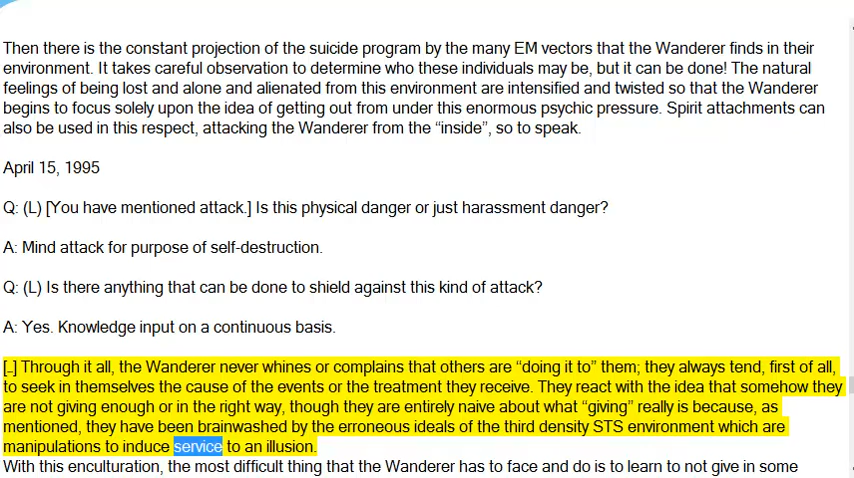 Then there is the constant projection of the suicide program by the many EM vectors that the Wanderer finds in their
environment. It takes careful observation to determine who these individuals may be, but it can be done! The natural
feelings of being lost and alone and alienated from this environment are intensified and twisted so that the Wanderer
begins to focus solely upon the idea of getting out from under this enormous psychic pressure. Spirit attachments can
also be used in this respect, attacking the Wanderer from the “inside”, so to speak.
April 15, 1995
Q: (L) [You have mentioned attack.] Is this physical danger or just harassment danger?
A: Mind attack for purpose of self-destruction.
Q: (L) Is there anything that can be done to shield against this kind of attack?
A: Yes. Knowledge input on a continuous basis.
[..] Through it all, the Wanderer never whines or complains that others are “doing it to” them; they always tend, first of all,
to seek in themselves the cause of the events or the treatment they receive. They react with the idea that somehow they
are not giving enough or in the right way, though they are entirely naive about what “giving” really is because, as
mentioned, they have been brainwashed by the erroneous ideals of the third density STS environment which are
manipulations to induce service to an illusion.
With this enculturation, the most difficult thing that the Wanderer has to face and do is to learn to not give in some